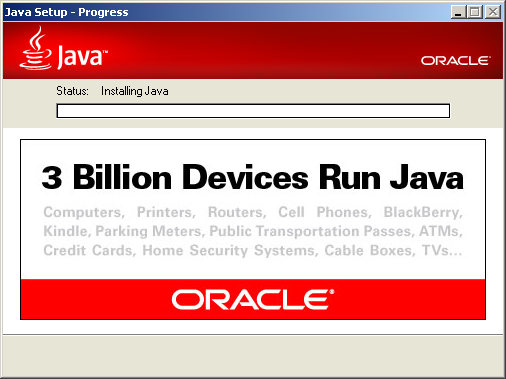 Java Setup - Progress
Java™
ORACLE®
Status: Installing Java
3 Billion Devices Run Java
Computers, Printers, Routers, Cell Phones, BlackBerry,
Kindle, Parking Meters, Public Transportation Passes, ATMs,
Credit Cards, Home Security Systems, Cable Boxes, TVs...
ORACLE®